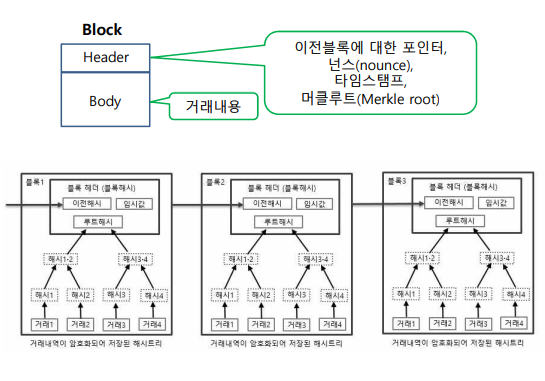 Block
Header
Body
이전블록에 대한 포인터,
넌스(nounce),
타임스탬프,
머클루트(Merkle root)
거래내용
블록1
블록 헤더 (블록해시)
이전해시
임시값
루트해시
해시1-2
해시3-4
해시1
해시2
해시3
해시4
거래1
거래2
거래3
거래4
거래내역이 암호화되어 저장된 해시트리
블록2
블록 헤더 (블록해시)
이전해시
임시값
루트해시
해시1-2
해시3-4
해시1
해시2
해시3
해시4
거래1
거래2
거래3
거래4
거래내역이 암호화되어 저장된 해시트리
블록3
블록 헤더 (블록해시)
이전해시
임시값
루트해시
해시1-2
해시3-4
해시1
해시2
해시3
해시4
거래1
거래2
거래3
거래4
거래내역이 암호화되어 저장된 해시트리